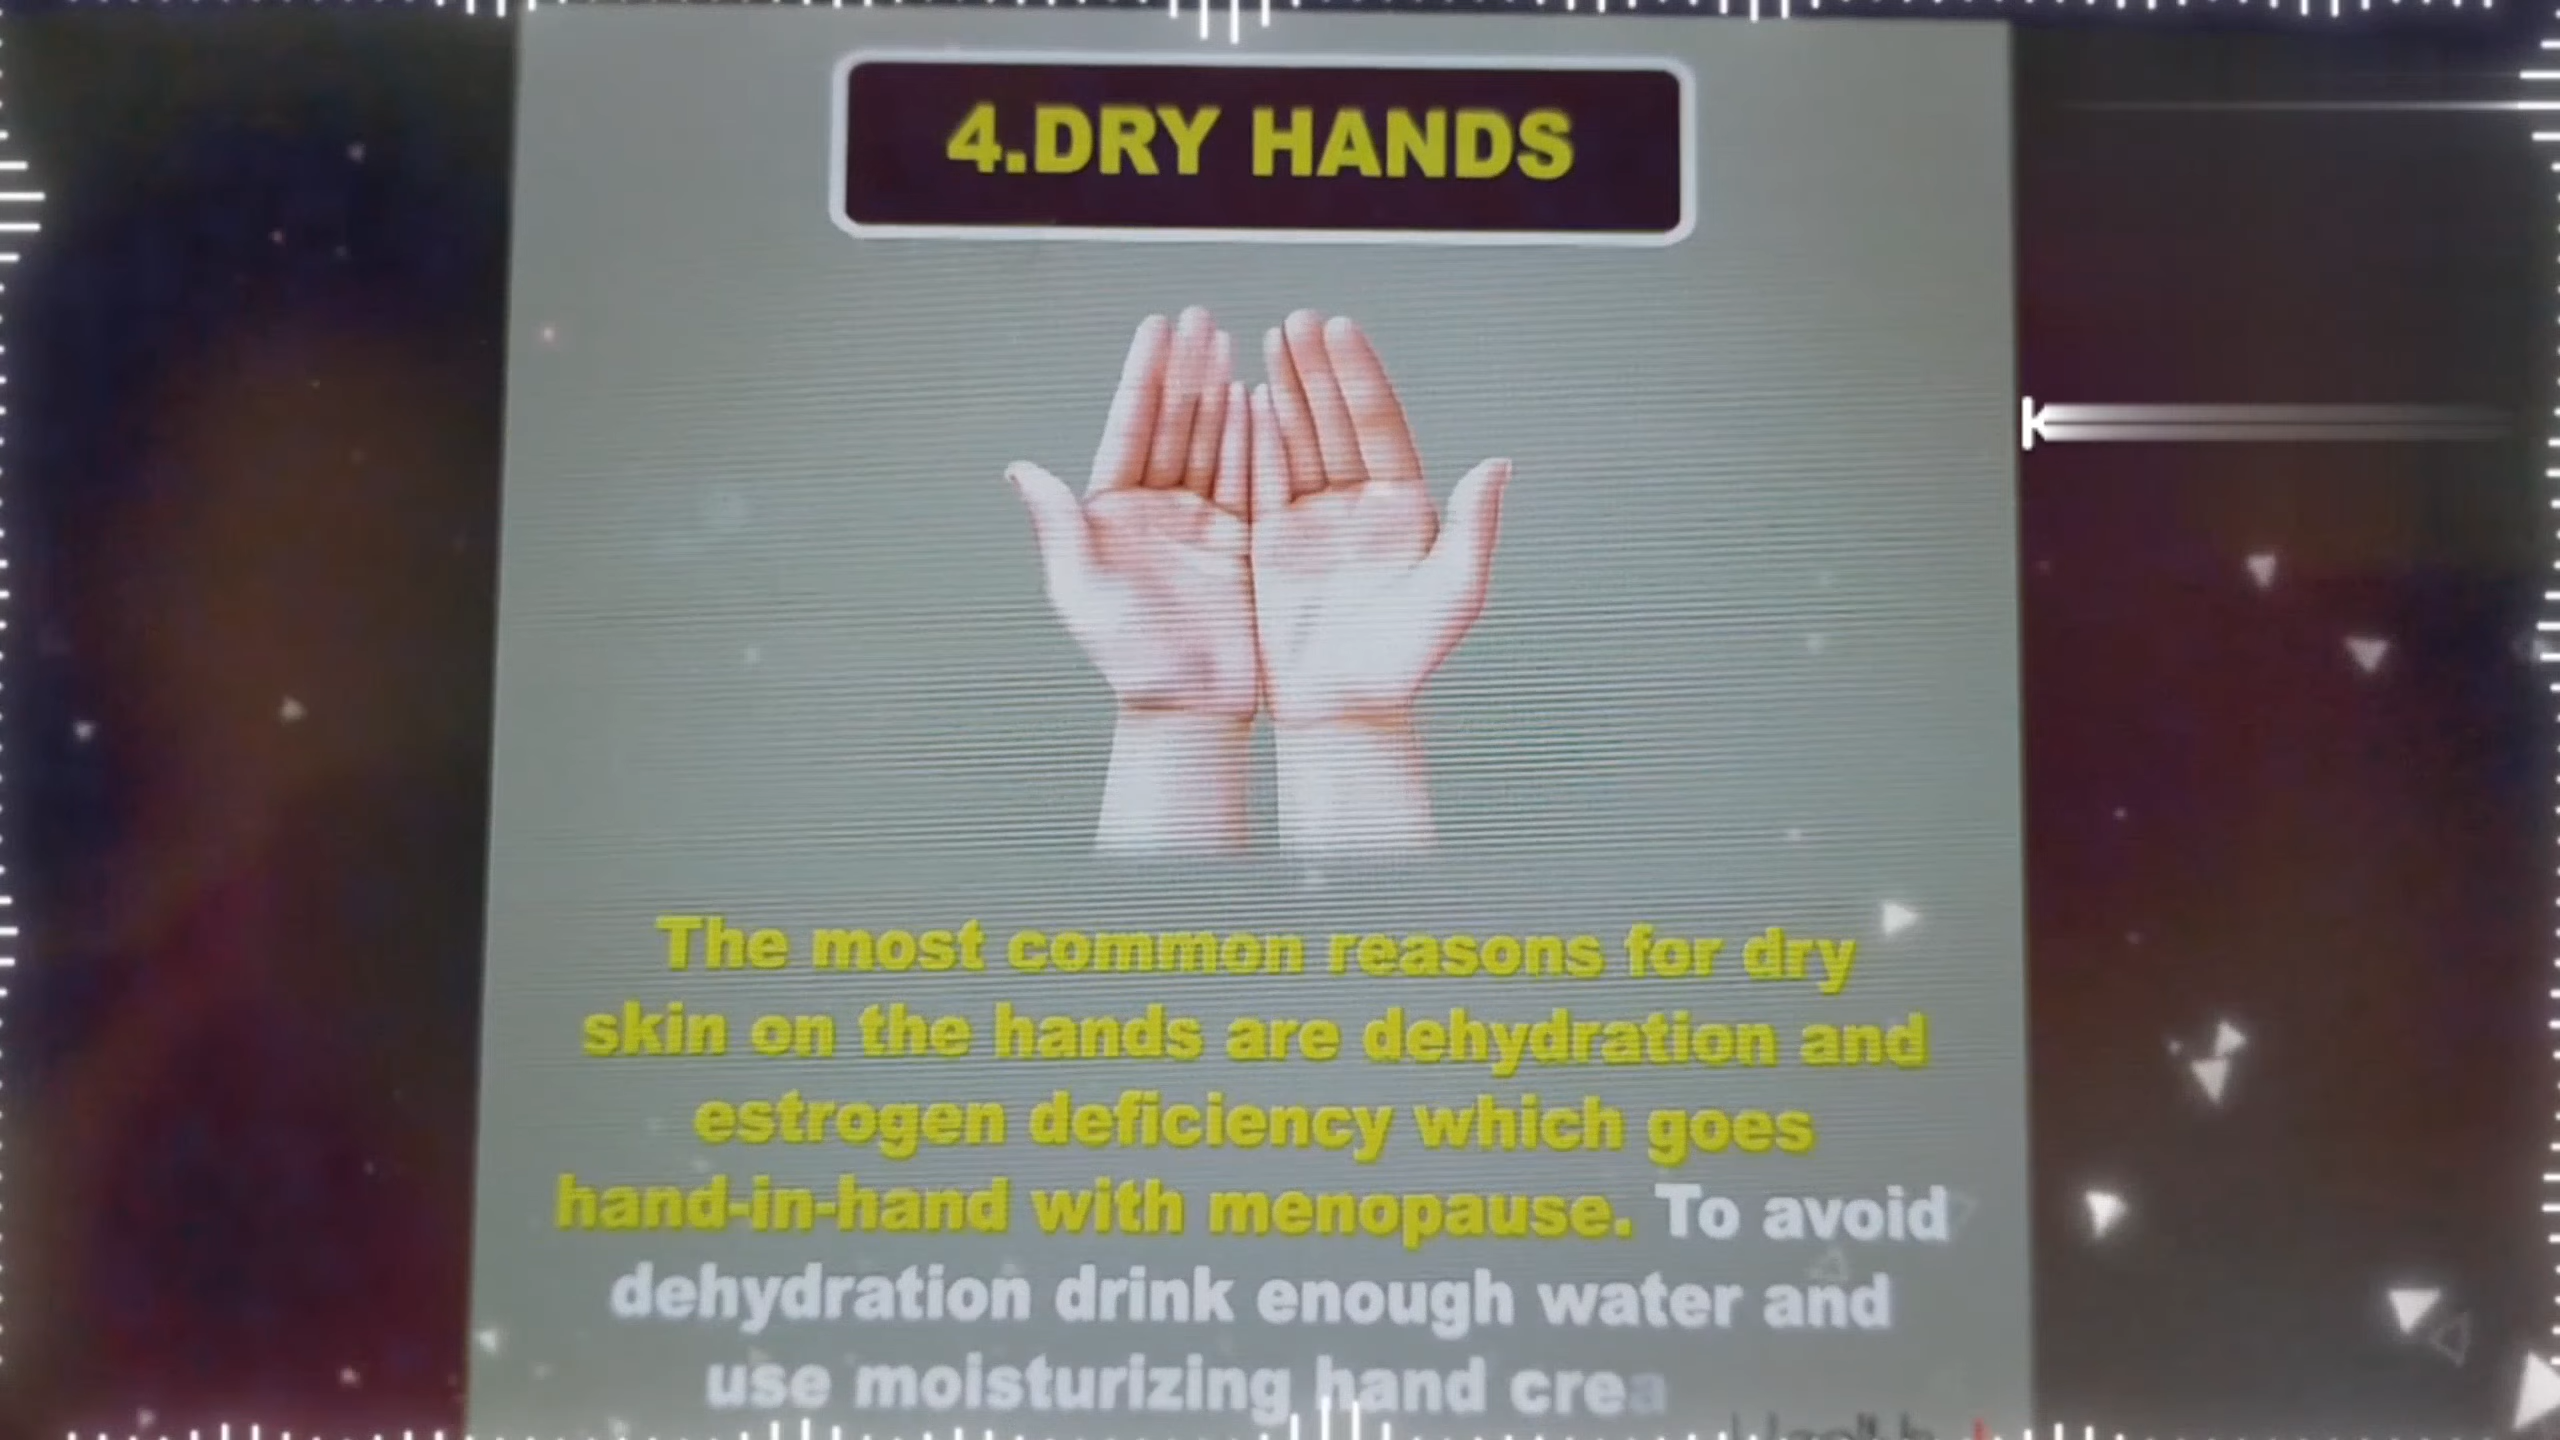 4.DRY HANDS
The most common reasons for dry
skin on the hands are dehydration and
estrogen deficiency which goes
hand-in-hand with menopause. To avoid
dehydration drink enough water and
use moisturizing hand crea